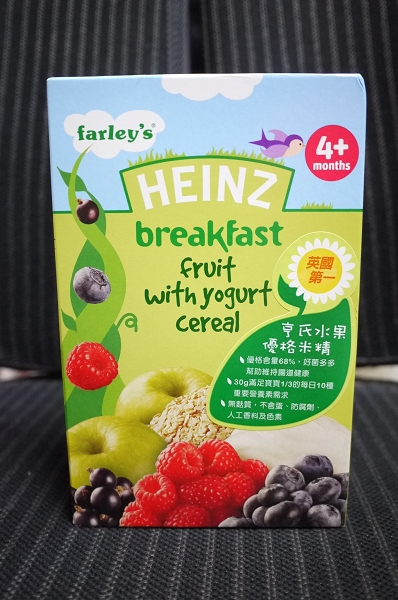 farley's®
4+
months
HEINZ
breakfast
fruit
with yogurt
cereal
英國
第一
亨氏水果
優格米精
優格含量68%，好菌多多
幫助維持腸道健康
30g滿足寶寶1/3的每日10種
重要營養素需求
無麩質，不含蛋、防腐劑、
人工香料及色素